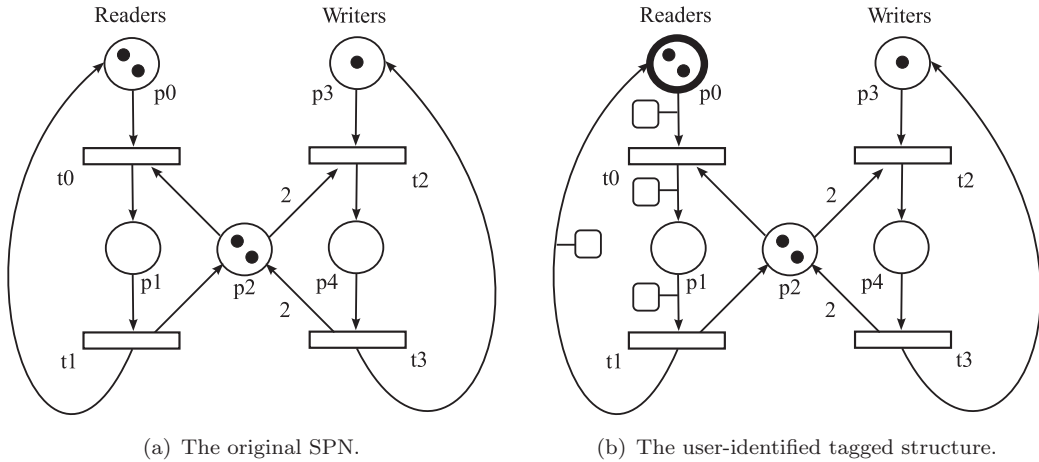 Readers Writers Readers Writers
p0 p3 p0 p3
t0 t2 t0 t2
2 2
p1 p2 p4 p1 p2 p4
2 2
t1 t3 t1 t3
(a) The original SPN. (b) The user-identified tagged structure.